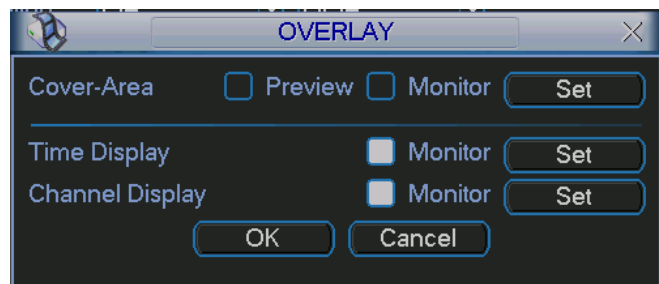 OVERLAY
Cover-Area Preview Monitor Set
Time Display Monitor Set
Channel Display Monitor Set
OK Cancel